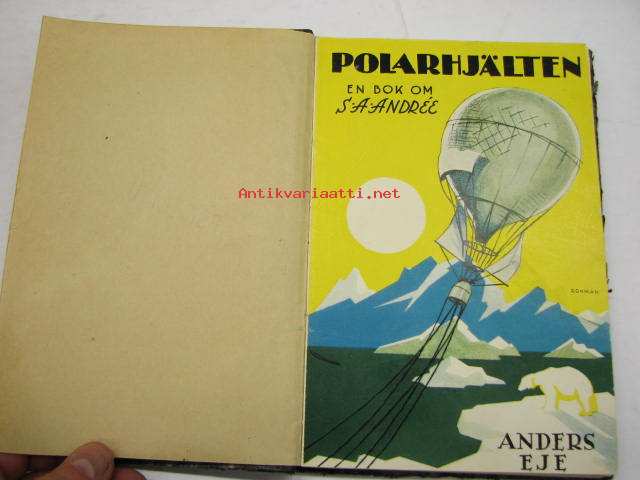 POLARHJÄLTEN
EN BOK OM
S·A·ANDRÉE
Antikvariaatti.net
ANDERS
EJE